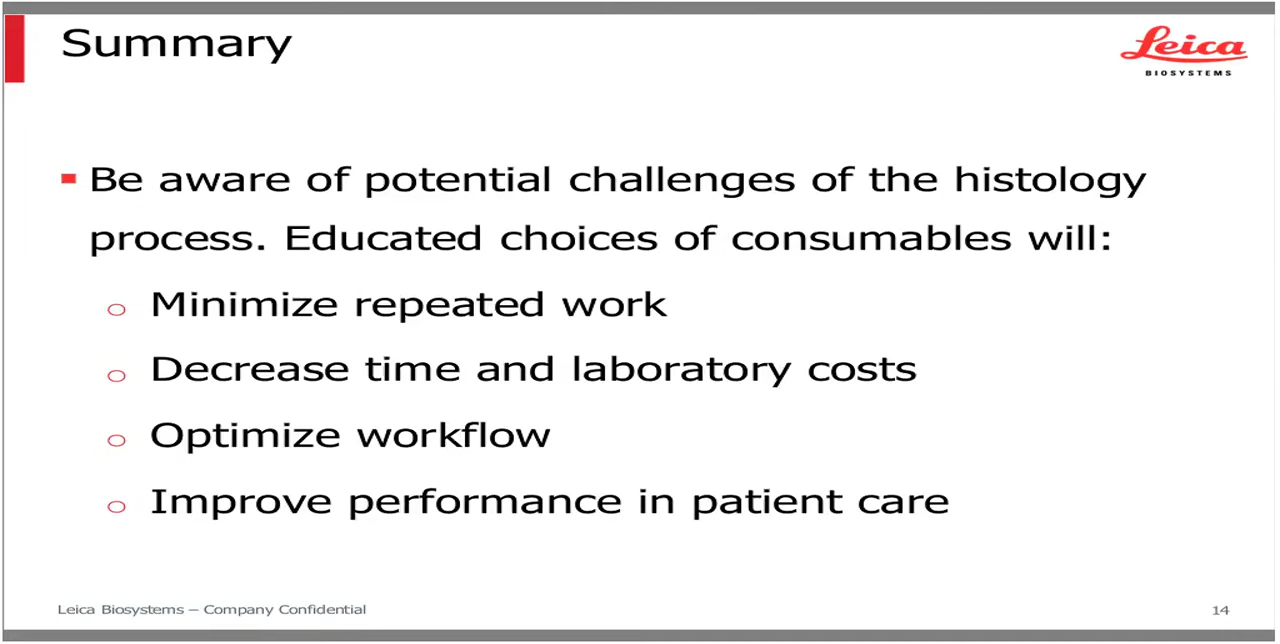 Summary
Leica
BIOSYSTEMS
▪ Be aware of potential challenges of the histology
process. Educated choices of consumables will:
○ Minimize repeated work
○ Decrease time and laboratory costs
○ Optimize workflow
○ Improve performance in patient care
Leica Biosystems – Company Confidential
14